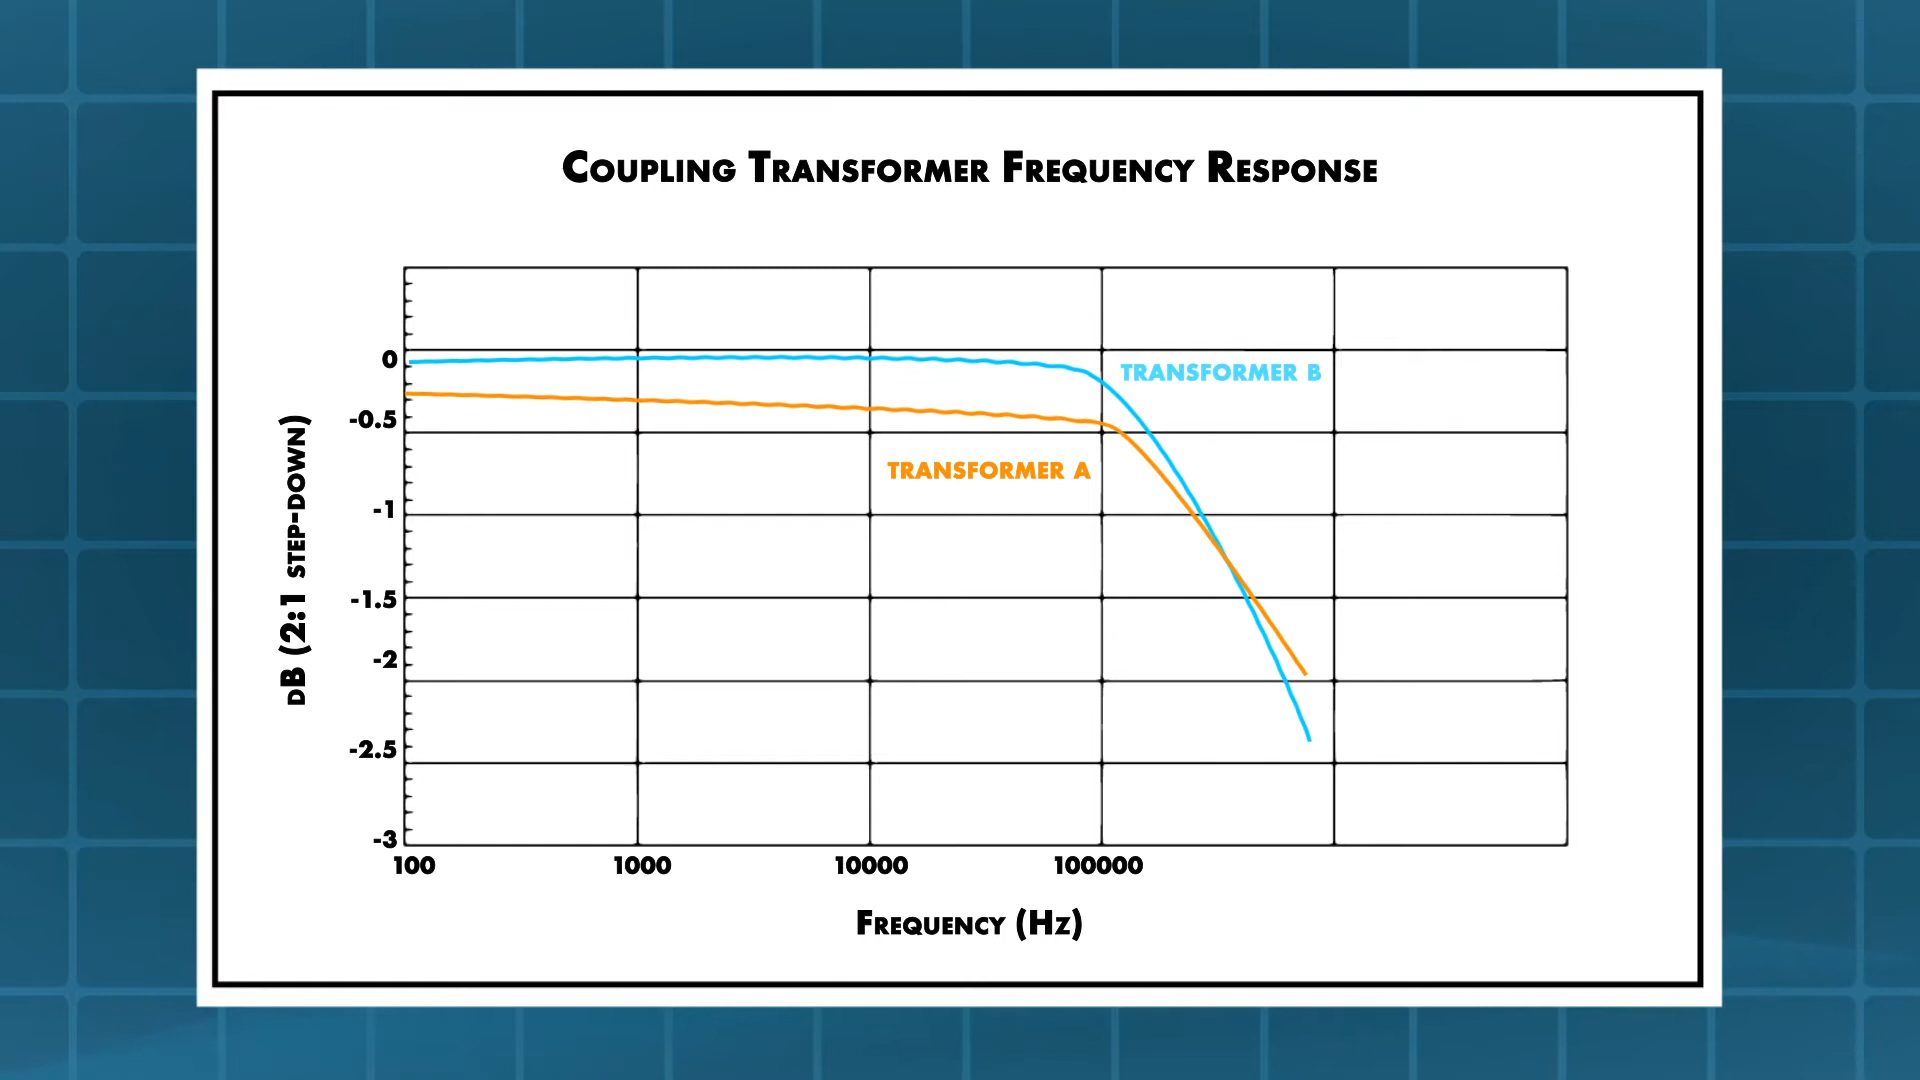 Coupling Transformer Frequency Response
0
-0.5
-1
-1.5
-2
-2.5
-3
dB (2:1 step-down)
Transformer B
Transformer A
100 1000 10000 100000
Frequency (Hz)